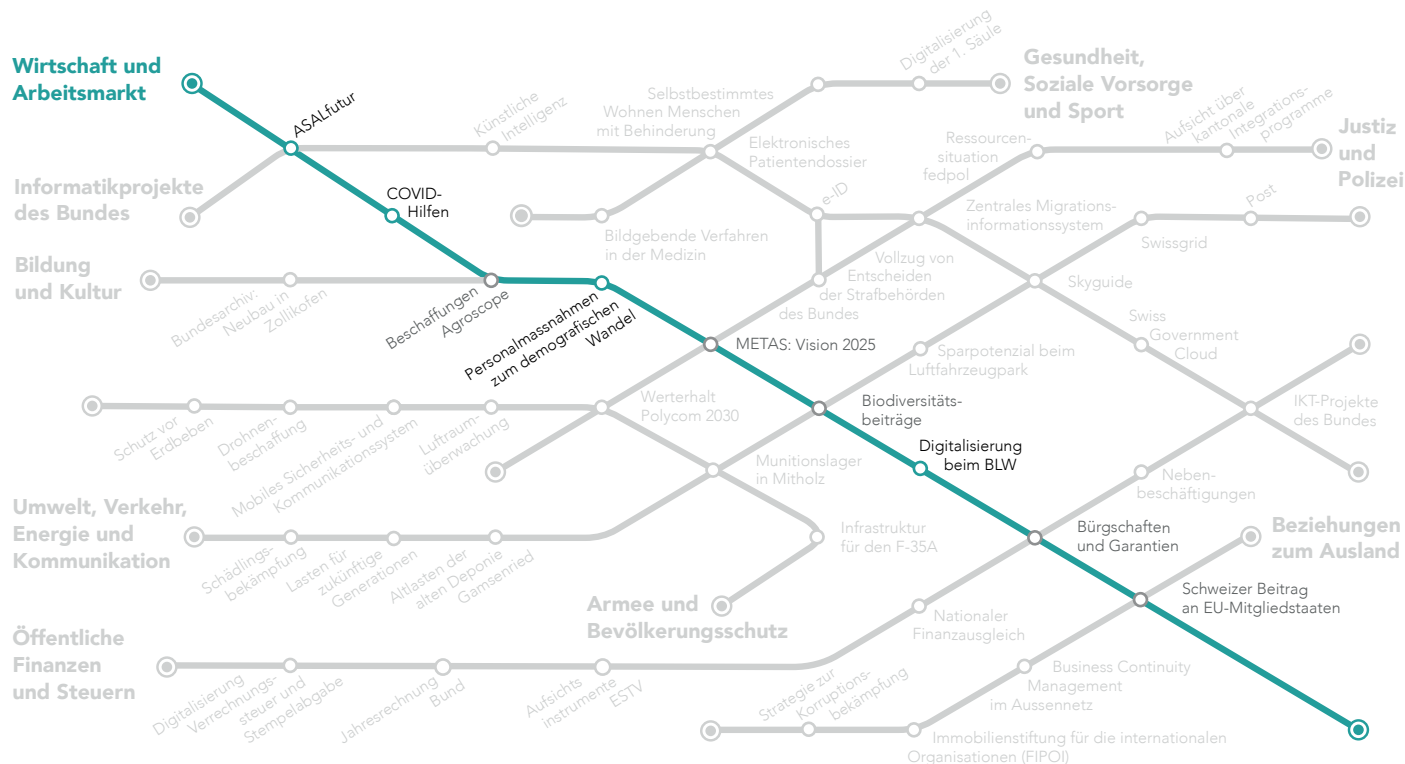 Wirtschaft und
Arbeitsmarkt
ASALfutur
Künstliche
Intelligenz
Selbstbestimmtes
Wohnen Menschen
mit Behinderung
Digitalisierung
der 1. Säule
Gesundheit,
Soziale Vorsorge
und Sport
Elektronisches
Patientendossier
Ressourcen-
situation
fedpol
Aufsicht über
kantonale
Integrations-
programme
Justiz
und
Polizei
Informatikprojekte
des Bundes
COVID-
Hilfen
e-ID
Bildgebende Verfahren
in der Medizin
Zentrales Migrations-
informationssystem
Post
Swissgrid
Bildung
und Kultur
Bundesarchiv:
Neubau in
Zollikofen
Beschaffungen
Agroscope
Personalmassnahmen
zum demografischen
Wandel
Vollzug von
Entscheiden
der Strafbehörden
des Bundes
Skyguide
METAS: Vision 2025
Swiss
Government
Cloud
Sparpotenzial beim
Luftfahrzeugpark
Schutz vor
Erdbeben
Drohnen-
beschaffung
Mobiles Sicherheits- und
Kommunikationssystem
Luftraum-
überwachung
Werterhalt
Polycom 2030
Biodiversitäts-
beiträge
IKT-Projekte
des Bundes
Digitalisierung
beim BLW
Munitionslager
in Mitholz
Neben-
beschäftigungen
Umwelt, Verkehr,
Energie und
Kommunikation
Schädlings-
bekämpfung
Lasten für
zukünftige
Generationen
Altlasten der
alten Deponie
Gamsenried
Infrastruktur
für den F-35A
Bürgschaften
und Garantien
Beziehungen
zum Ausland
Armee und
Bevölkerungsschutz
Schweizer Beitrag
an EU-Mitgliedstaaten
Nationaler
Finanzausgleich
Öffentliche
Finanzen
und Steuern
Digitalisierung
Verrechnungs-
steuer und
Stempelabgabe
Jahresrechnung
Bund
Aufsichts
instrumente
ESTV
Strategie zur
Korruptions-
bekämpfung
Business Continuity
Management
im Aussennetz
Immobilienstiftung für die internationalen
Organisationen (FIPOI)